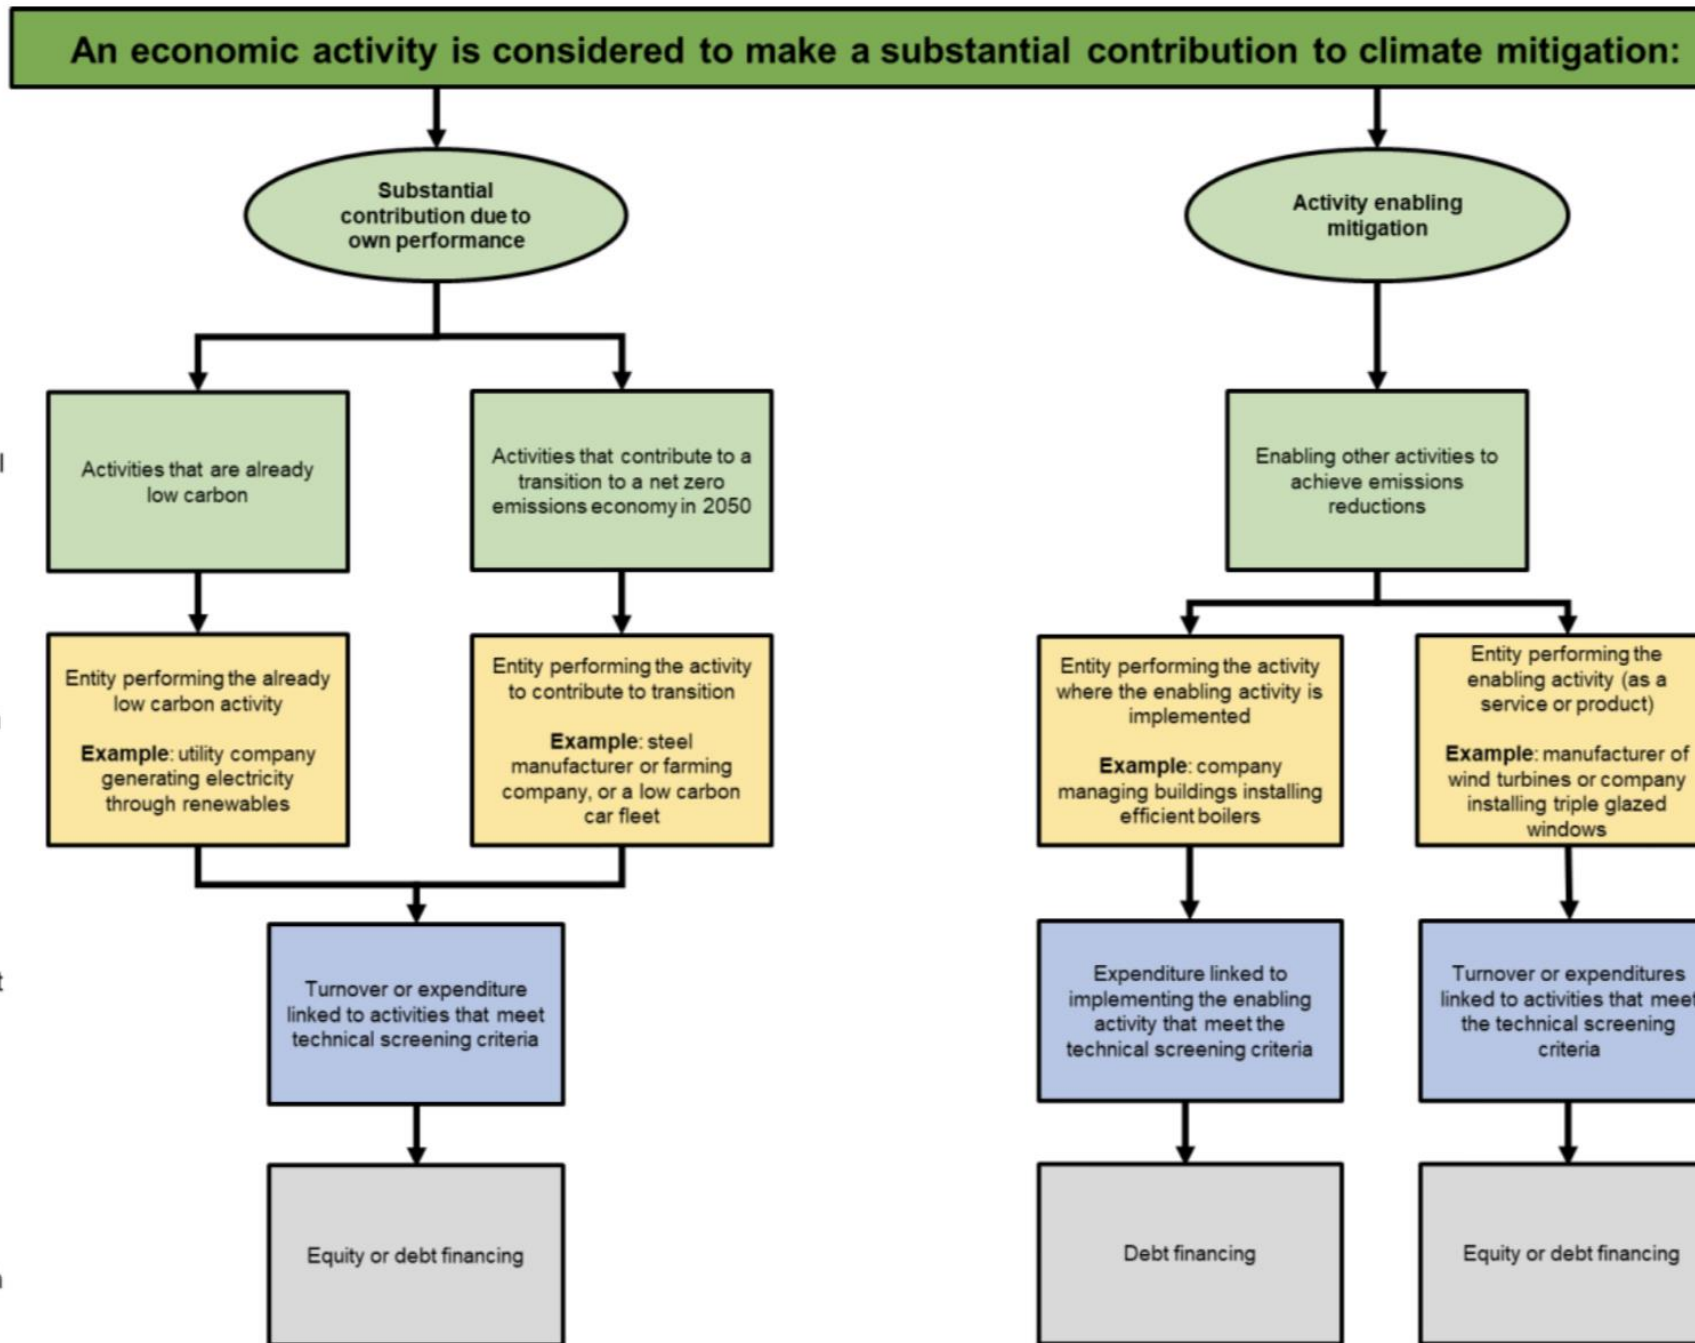 An economic activity is considered to make a substantial contribution to climate mitigation:
Substantial
contribution due to
own performance
Activity enabling
mitigation
Activities that are already
low carbon
Activities that contribute to a
transition to a net zero
emissions economy in 2050
Enabling other activities to
achieve emissions
reductions
Entity performing the already
low carbon activity
Example: utility company
generating electricity
through renewables
Entity performing the activity
to contribute to transition
Example: steel
manufacturer or farming
company, or a low carbon
car fleet
Entity performing the activity
where the enabling activity is
implemented
Example: company
managing buildings installing
efficient boilers
Entity performing the
enabling activity (as a
service or product)
Example: manufacturer of
wind turbines or company
installing triple glazed
windows
Turnover or expenditure
linked to activities that meet
technical screening criteria
Expenditure linked to
implementing the enabling
activity that meet the
technical screening criteria
Turnover or expenditures
linked to activities that meet
the technical screening
criteria
Equity or debt financing
Debt financing
Equity or debt financing